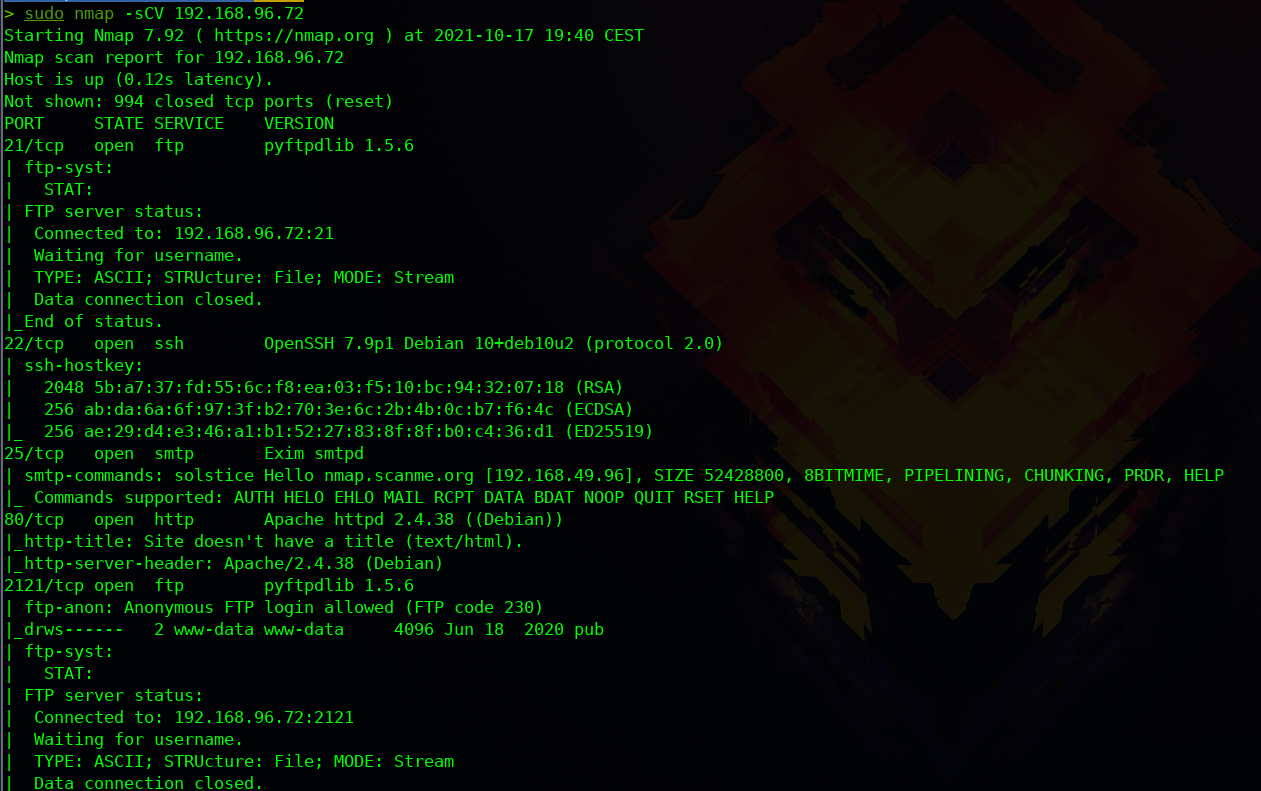 > sudo nmap -sCV 192.168.96.72
Starting Nmap 7.92 ( https://nmap.org ) at 2021-10-17 19:40 CEST
Nmap scan report for 192.168.96.72
Host is up (0.12s latency).
Not shown: 994 closed tcp ports (reset)
PORT     STATE SERVICE    VERSION
21/tcp   open  ftp        pyftpdlib 1.5.6
| ftp-syst:
|   STAT:
| FTP server status:
|  Connected to: 192.168.96.72:21
|  Waiting for username.
|  TYPE: ASCII; STRUcture: File; MODE: Stream
|  Data connection closed.
|_End of status.
22/tcp   open  ssh        OpenSSH 7.9p1 Debian 10+deb10u2 (protocol 2.0)
| ssh-hostkey:
|   2048 5b:a7:37:fd:55:6c:f8:ea:03:f5:10:bc:94:32:07:18 (RSA)
|   256 ab:da:6a:6f:97:3f:b2:70:3e:6c:2b:4b:0c:b7:f6:4c (ECDSA)
|_  256 ae:29:d4:e3:46:a1:b1:52:27:83:8f:8f:b0:c4:36:d1 (ED25519)
25/tcp   open  smtp       Exim smtpd
| smtp-commands: solstice Hello nmap.scanme.org [192.168.49.96], SIZE 52428800, 8BITMIME, PIPELINING, CHUNKING, PRDR, HELP
|_ Commands supported: AUTH HELO EHLO MAIL RCPT DATA BDAT NOOP QUIT RSET HELP
80/tcp   open  http       Apache httpd 2.4.38 ((Debian))
|_http-title: Site doesn't have a title (text/html).
|_http-server-header: Apache/2.4.38 (Debian)
2121/tcp open  ftp        pyftpdlib 1.5.6
| ftp-anon: Anonymous FTP login allowed (FTP code 230)
|_drws------   2 www-data www-data     4096 Jun 18  2020 pub
| ftp-syst:
|   STAT:
| FTP server status:
|  Connected to: 192.168.96.72:2121
|  Waiting for username.
|  TYPE: ASCII; STRUcture: File; MODE: Stream
|  Data connection closed.